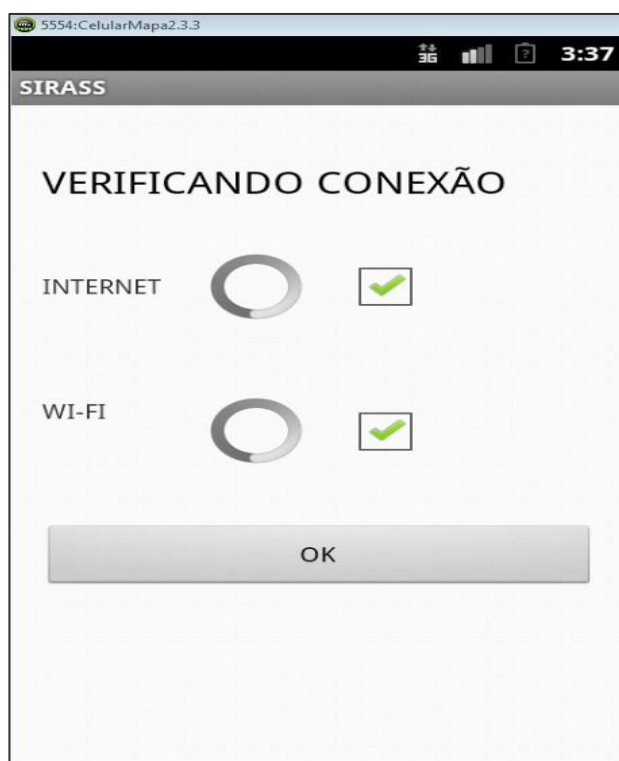 5554:CelularMapa2.3.3
3G 3:37
SIRASS
VERIFICANDO CONEXÃO
INTERNET
WI-FI
OK